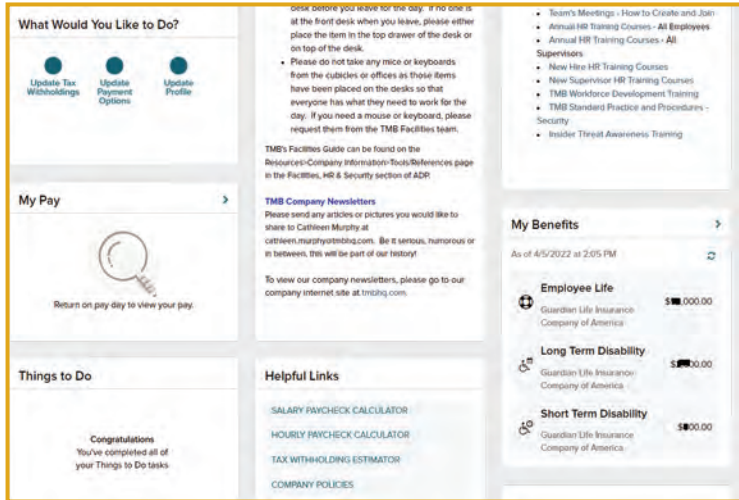 What Would You Like to Do?
Update Tax
Withholdings
Update
Payment
Options
Update
Profile
My Pay
Return on pay day to view your pay.
Things to Do
Congratulations
You've completed all of
your Things to Do tasks
desk before you leave for the day. If no one is
at the front desk when you leave, please either
place the item in the top drawer of the desk or
on top of the desk.
• Please do not take any mice or keyboards
from the cubicles or offices as those items
have been placed on the desks so that
everyone has what they need to work for the
day. If you need a mouse or keyboard, please
request them from the TMB Facilities team.
TMB's Facilities Guide can be found on the
Resources>Company Information>Tools/References page
in the Facilities, HR & Security section of ADP.
TMB Company Newsletters
Please send any articles or pictures you would like to
share to Cathleen Murphy at
cathleen.murphy@tmbhq.com. Be it serious, humorous or
in between, this will be part of our history!
To view our company newsletters, please go to our
company internet site at tmbhq.com.
Helpful Links
SALARY PAYCHECK CALCULATOR
HOURLY PAYCHECK CALCULATOR
TAX WITHHOLDING ESTIMATOR
COMPANY POLICIES
• Team's Meetings - How to Create and Join
• Annual HR Training Courses - All Employees
• Annual HR Training Courses - All
Supervisors
• New Hire HR Training Courses
• New Supervisor HR Training Courses
• TMB Workforce Development Training
• TMB Standard Practice and Procedures -
Security
• Insider Threat Awareness Training
My Benefits
As of 4/5/2022 at 2:05 PM
Employee Life
Guardian Life Insurance
Company of America
$ ,000.00
Long Term Disability
Guardian Life Insurance
Company of America
$ 00.00
Short Term Disability
Guardian Life Insurance
Company of America
$ 00.00